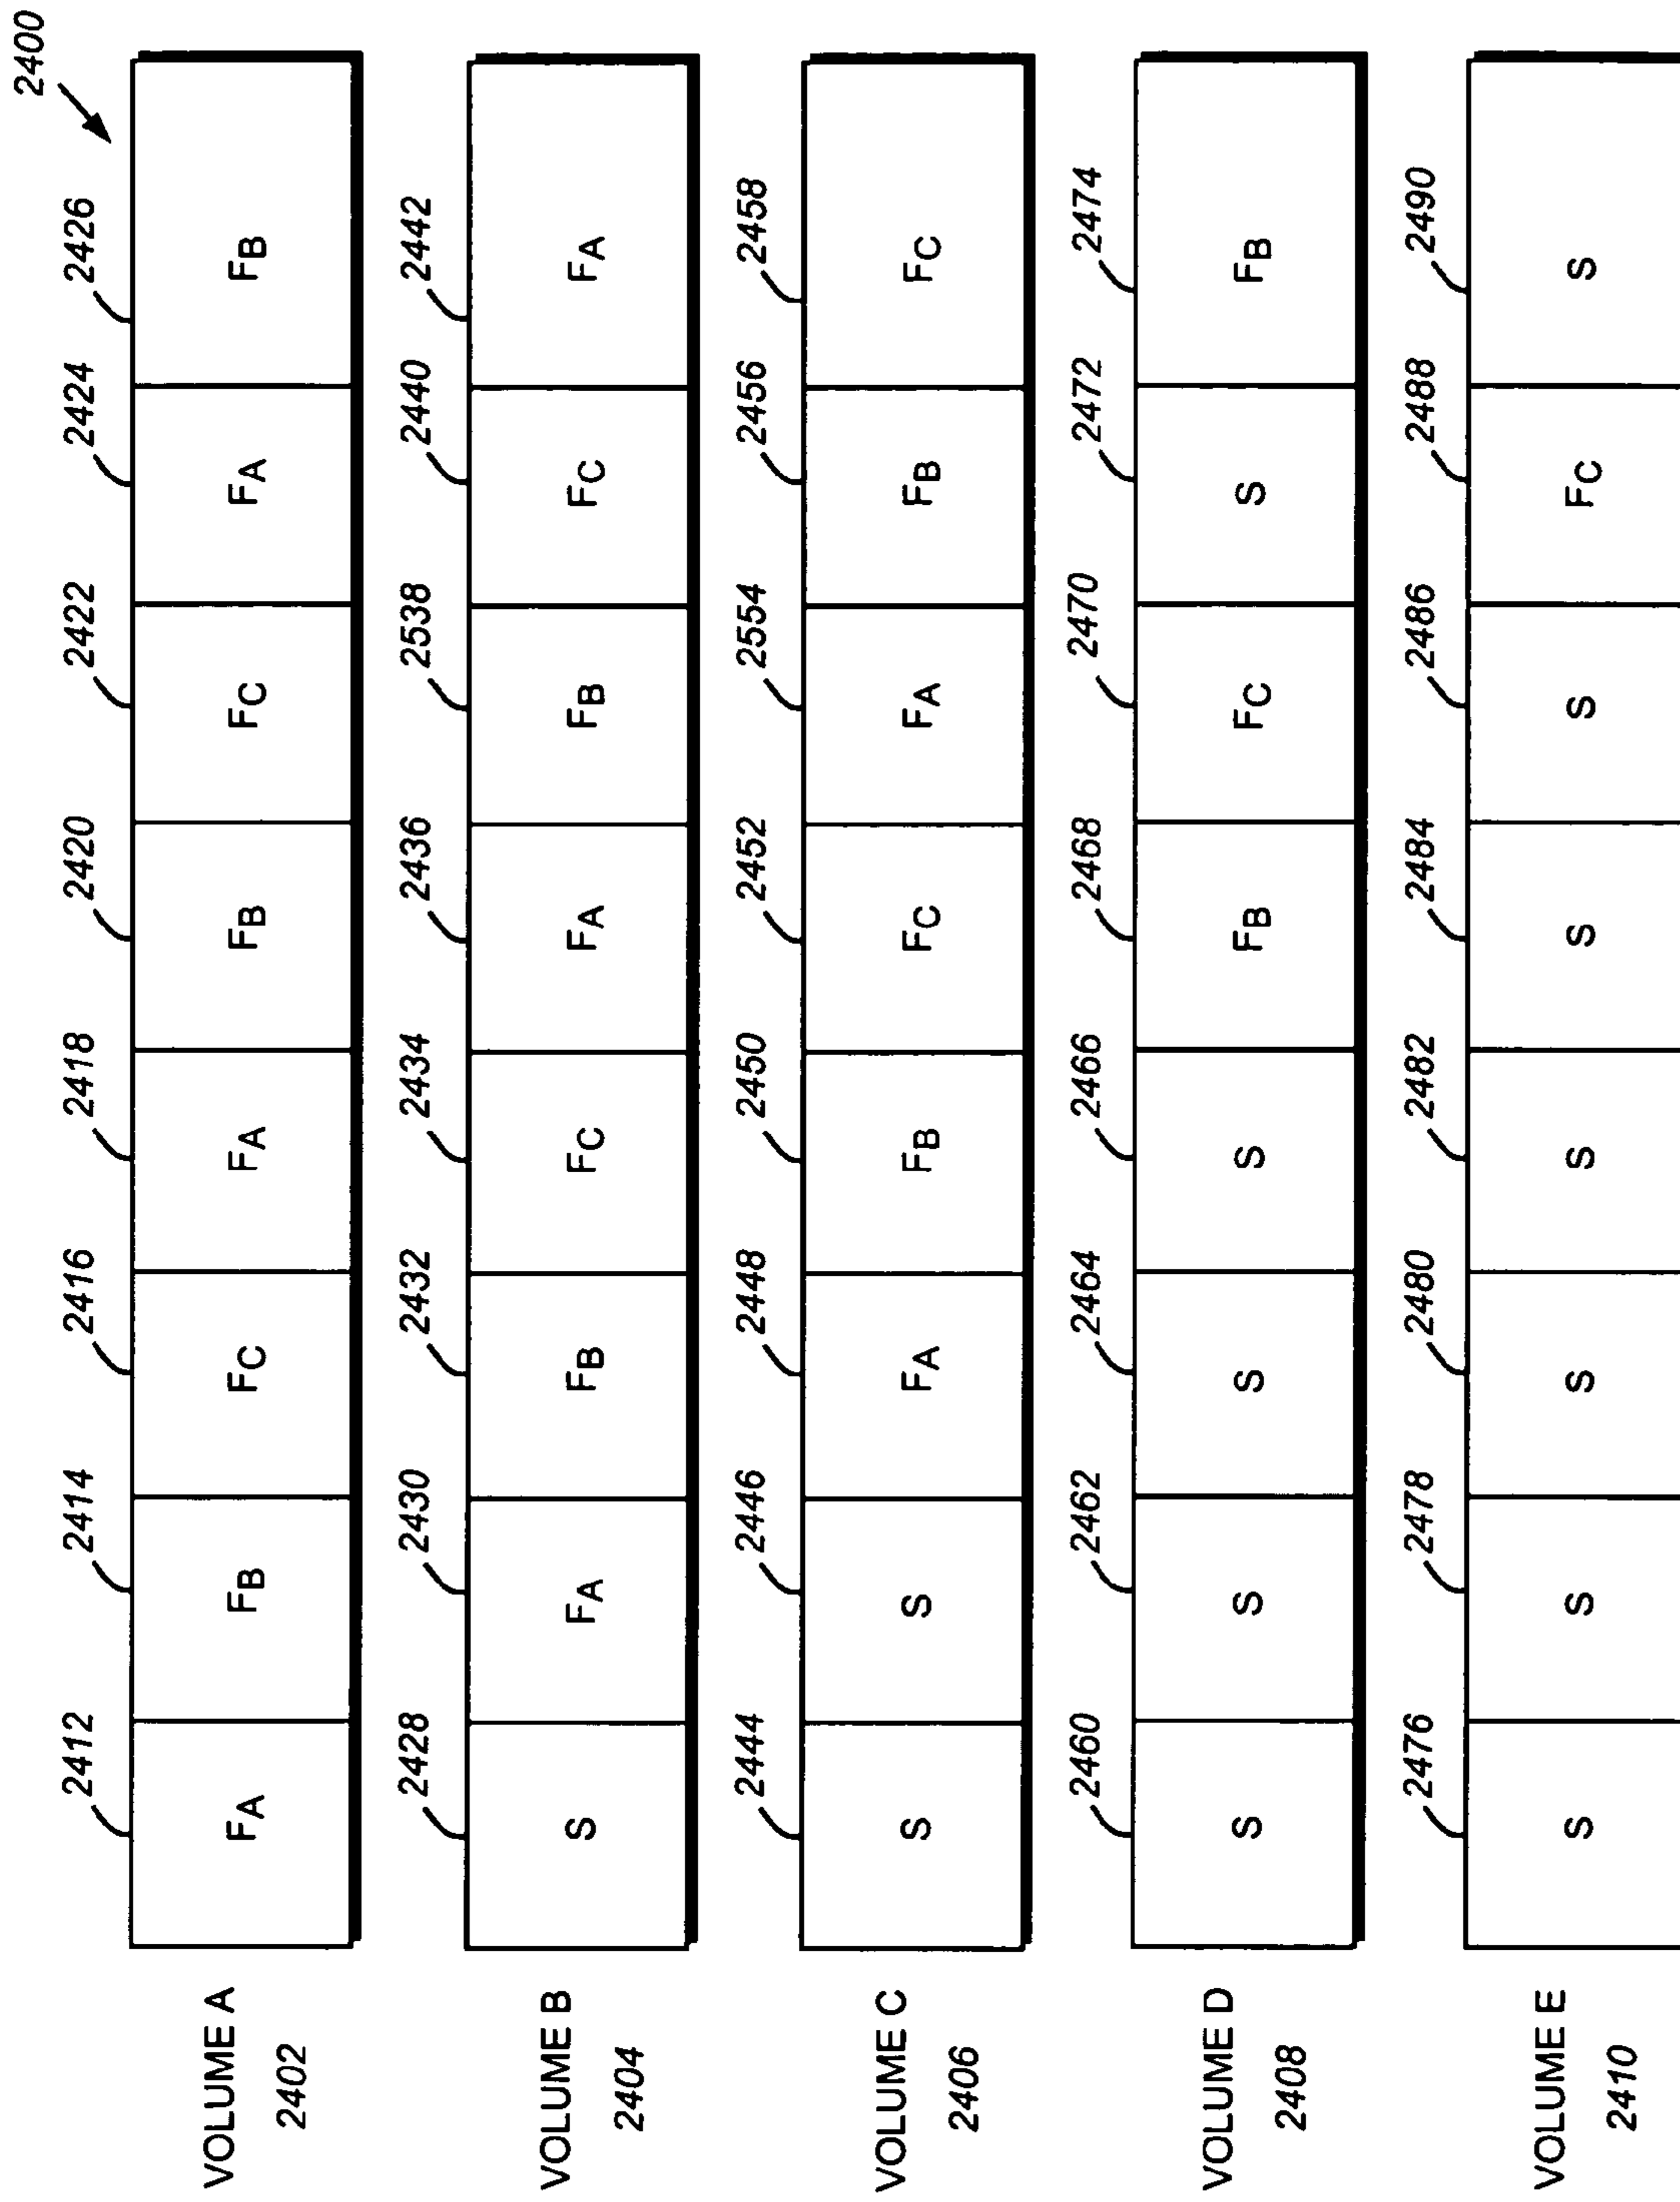 2400
2412 2414 2416 2418 2420 2422 2424 2426
VOLUME A
2402
FA FB FC FA FB FC FA FB
2428 2430 2432 2434 2436 2538 2440 2442
VOLUME B
2404
S FA FB FC FA FB FC FA
2444 2446 2448 2450 2452 2554 2456 2458
VOLUME C
2406
S S FA FB FC FA FB FC
2460 2462 2464 2466 2468 2470 2472 2474
VOLUME D
2408
S S S S FB FC S FB
2476 2478 2480 2482 2484 2486 2488 2490
VOLUME E
2410
S S S S S S FC S